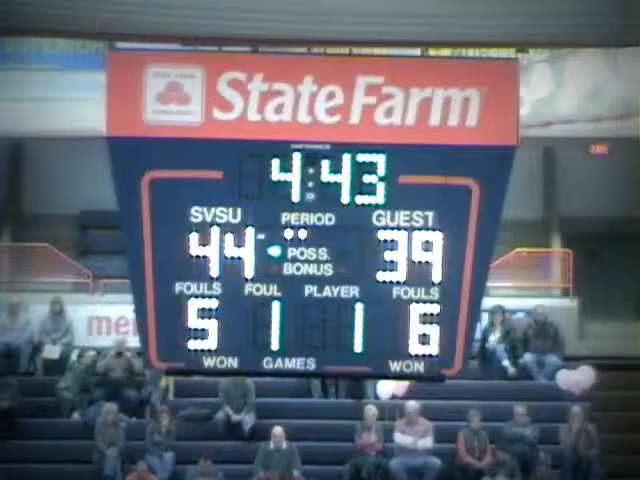 State Farm
4:43
SVSU PERIOD GUEST
44 POSS. 39
BONUS
FOULS FOUL PLAYER FOULS
5 1 1 6
WON GAMES WON